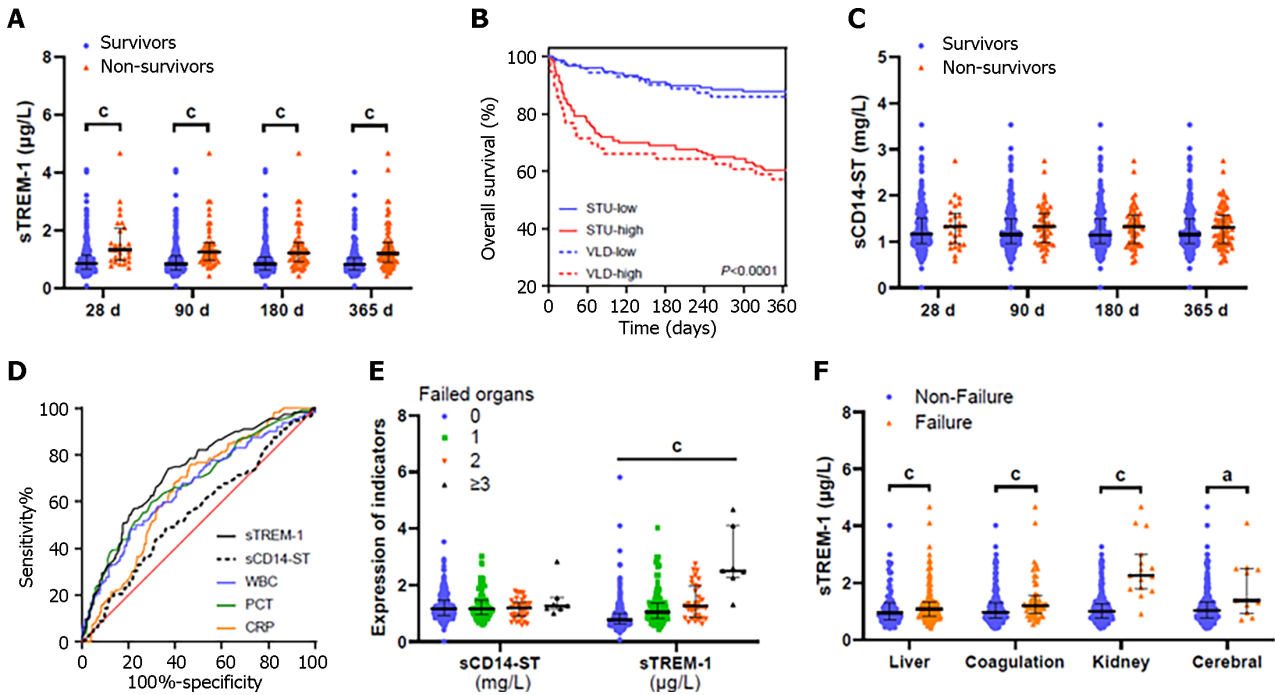 A
Survivors
Non-survivors
sTREM-1 (µg/L)
8
6
4
2
0
c
c
c
c
28 d
90 d
180 d
365 d
B
Overall survival (%)
100
80
60
40
20
STU-low
STU-high
VLD-low
VLD-high
P<0.0001
0
60
120
180
240
300
360
Time (days)
C
Survivors
Non-survivors
sCD14-ST (mg/L)
5
4
3
2
1
0
28 d
90 d
180 d
365 d
D
Sensitivity%
100
80
60
40
20
0
sTREM-1
sCD14-ST
WBC
PCT
CRP
0
20
40
60
80
100
100%-specificity
E
Failed organs
0
1
2
≥3
Expression of indicators
8
6
4
2
0
c
sCD14-ST
(mg/L)
sTREM-1
(µg/L)
F
Non-Failure
Failure
sTREM-1 (µg/L)
8
6
4
2
0
c
c
c
a
Liver
Coagulation
Kidney
Cerebral